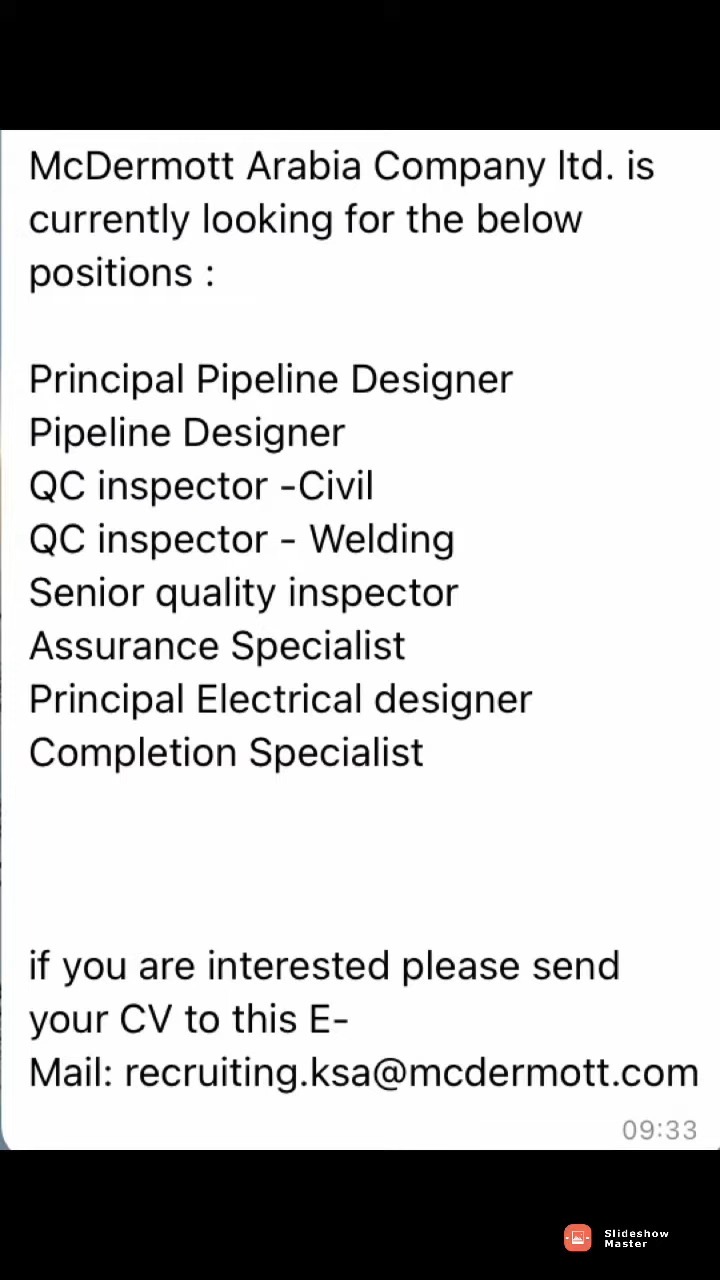 McDermott Arabia Company ltd. is
currently looking for the below
positions :
Principal Pipeline Designer
Pipeline Designer
QC inspector -Civil
QC inspector - Welding
Senior quality inspector
Assurance Specialist
Principal Electrical designer
Completion Specialist
if you are interested please send
your CV to this E-
Mail: recruiting.ksa@mcdermott.com
09:33
Slideshow
Master